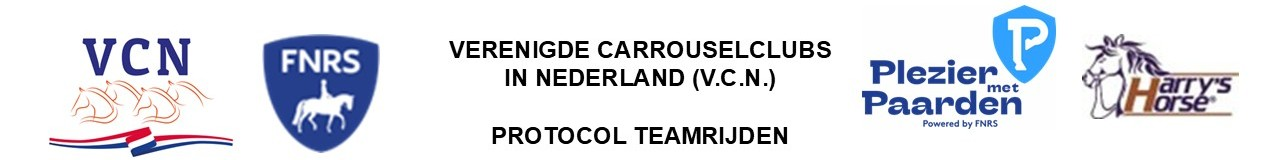 VCN
FNRS
VERENIGDE CARROUSELCLUBS
IN NEDERLAND (V.C.N.)
PROTOCOL TEAMRIJDEN
Plezier
met
Paarden
Powered by FNRS
Harry's
Horse®